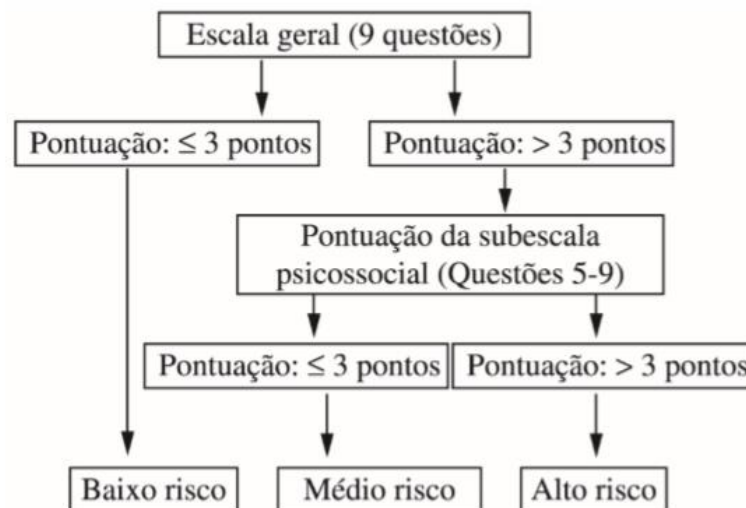 Escala geral (9 questões)
Pontuação: ≤ 3 pontos
Pontuação: > 3 pontos
Pontuação da subescala
psicossocial (Questões 5-9)
Pontuação: ≤ 3 pontos
Pontuação: > 3 pontos
Baixo risco
Médio risco
Alto risco